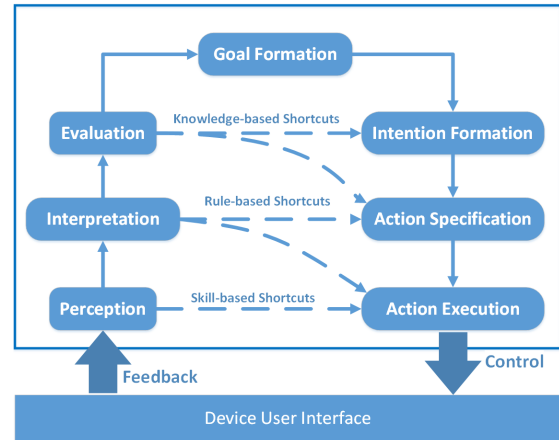 Goal Formation
Knowledge-based Shortcuts
Evaluation
Intention Formation
Rule-based Shortcuts
Interpretation
Action Specification
Skill-based Shortcuts
Perception
Action Execution
Feedback
Control
Device User Interface